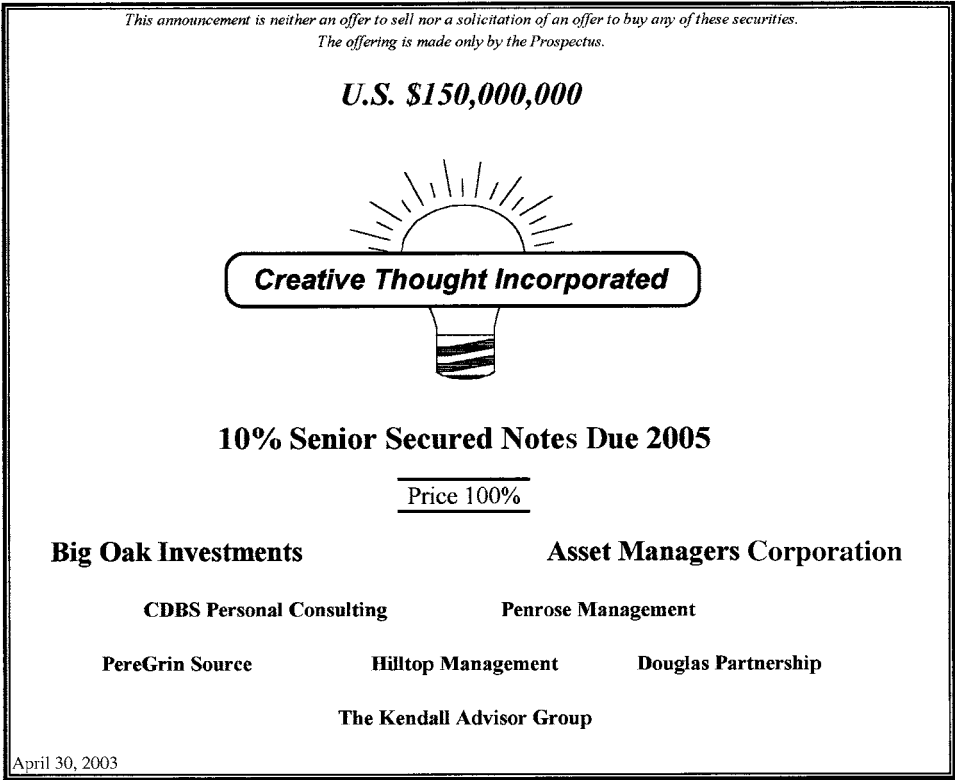 This announcement is neither an offer to sell nor a solicitation of an offer to buy any of these securities.
The offering is made only by the Prospectus.
U.S. $150,000,000
Creative Thought Incorporated
10% Senior Secured Notes Due 2005
Price 100%
Big Oak Investments Asset Managers Corporation
CDBS Personal Consulting Penrose Management
PereGrin Source Hilltop Management Douglas Partnership
The Kendall Advisor Group
April 30, 2003